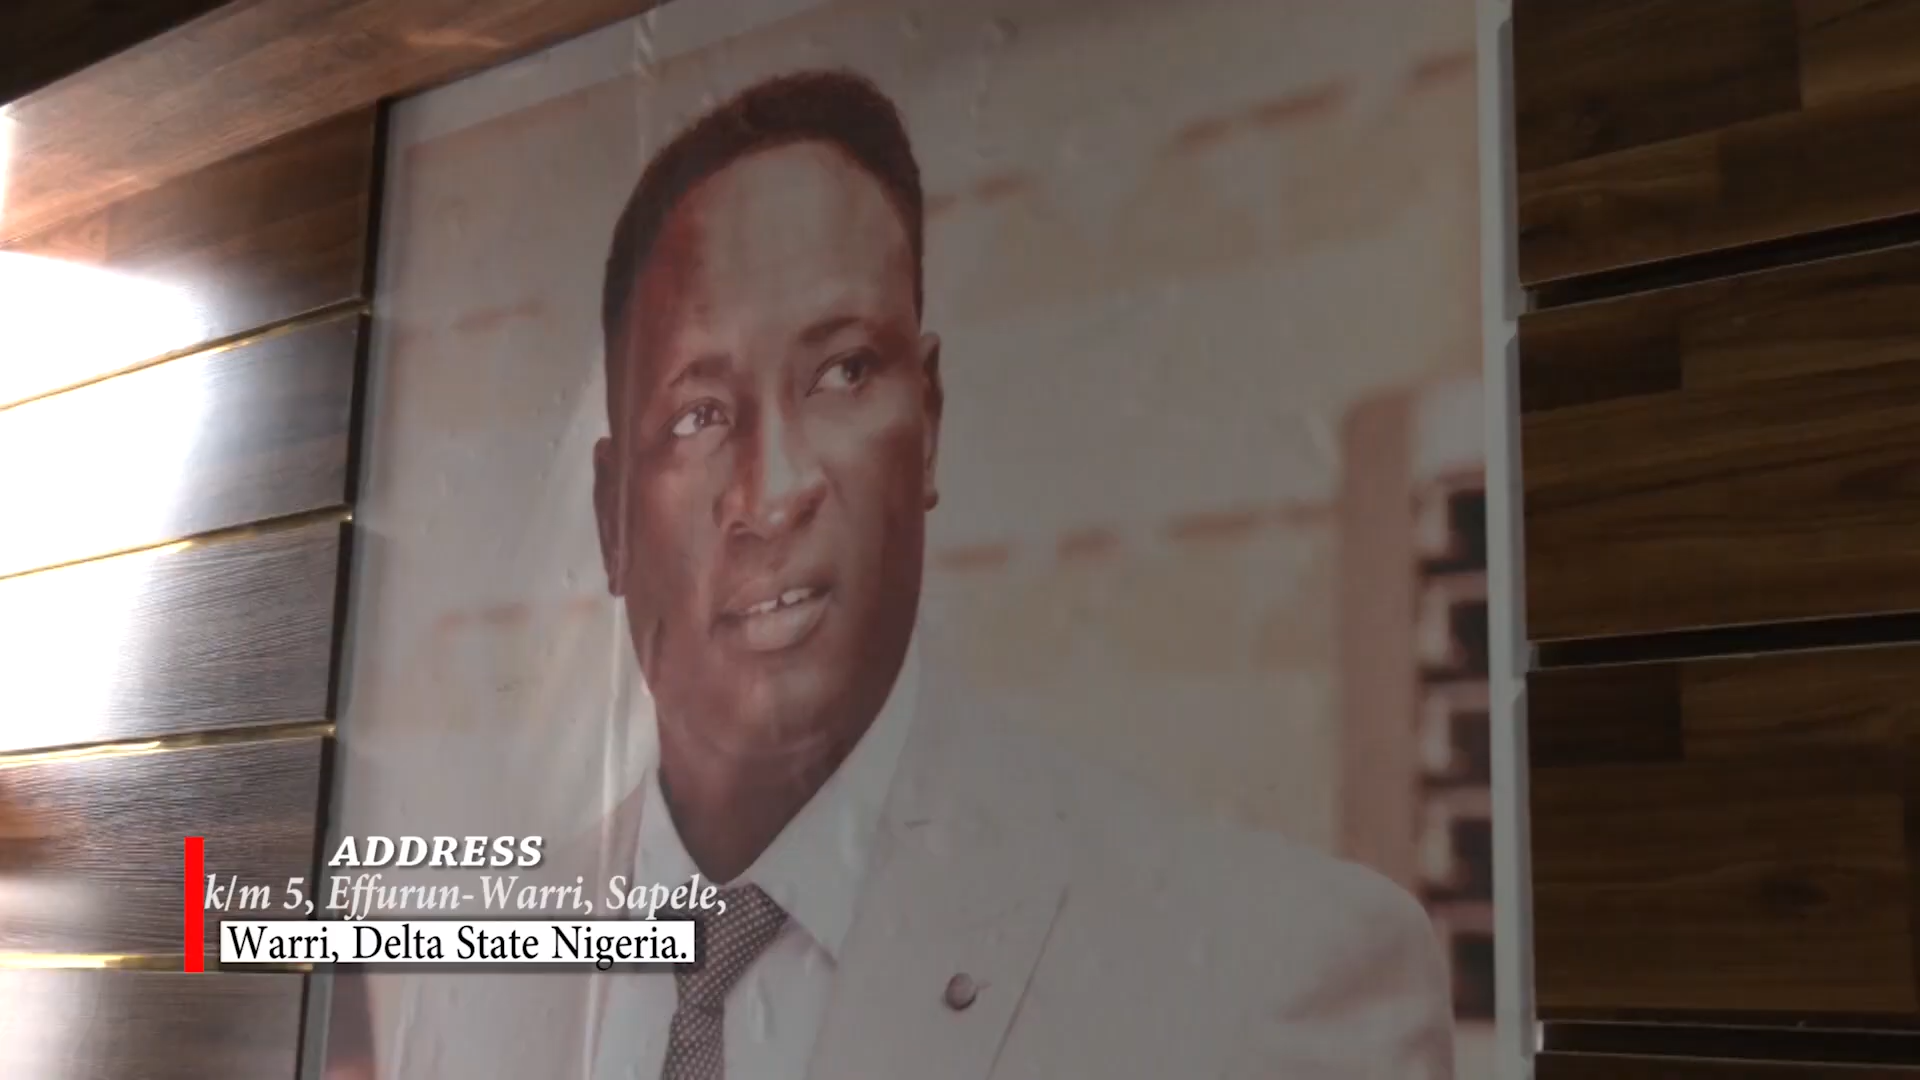 ADDRESS
k/m 5, Effurun-Warri, Sapele,
Warri, Delta State Nigeria.